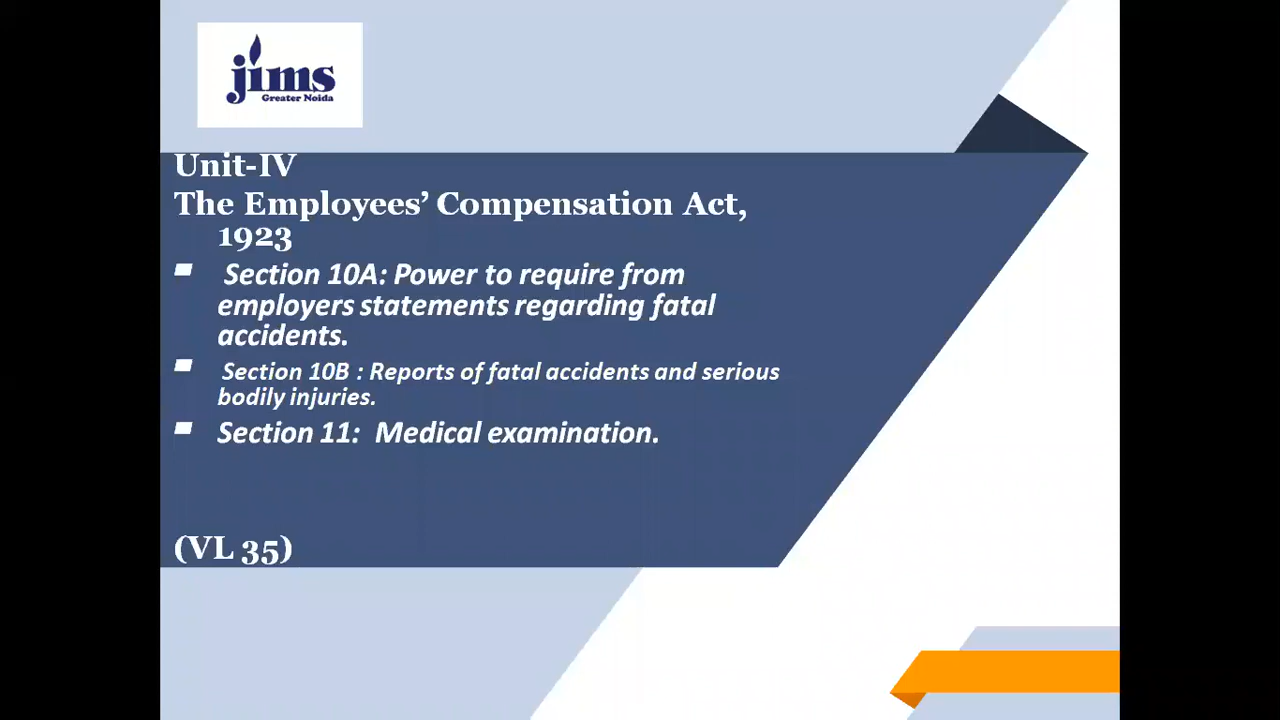 jims
Greater Noida
Unit-IV
The Employees’ Compensation Act,
1923
Section 10A: Power to require from
employers statements regarding fatal
accidents.
Section 10B : Reports of fatal accidents and serious
bodily injuries.
Section 11:  Medical examination.
(VL 35)